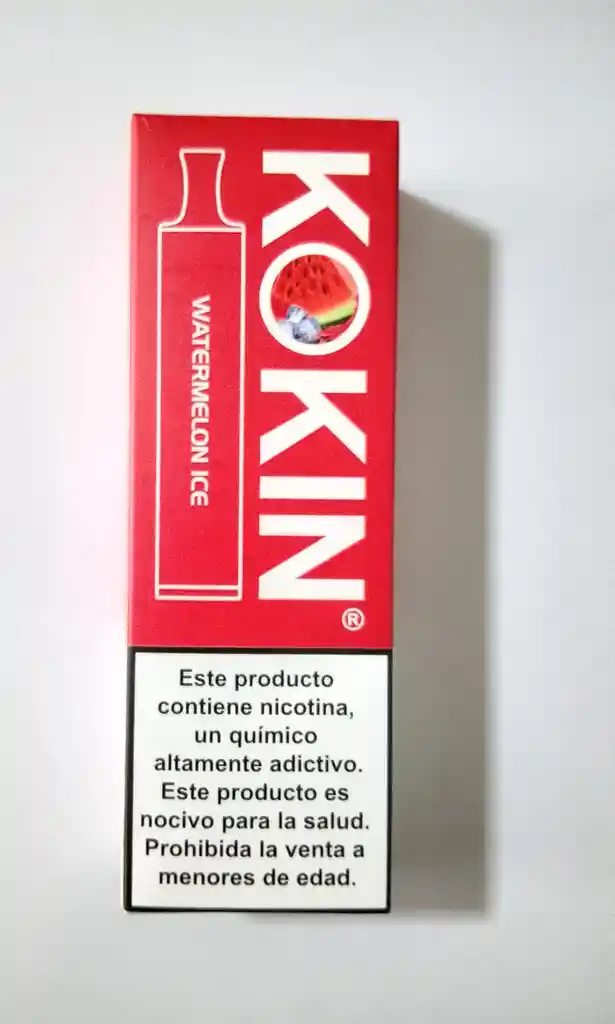 KOKIN®
WATERMELON ICE
Este producto
contiene nicotina,
un químico
altamente adictivo.
Este producto es
nocivo para la salud.
Prohibida la venta a
menores de edad.